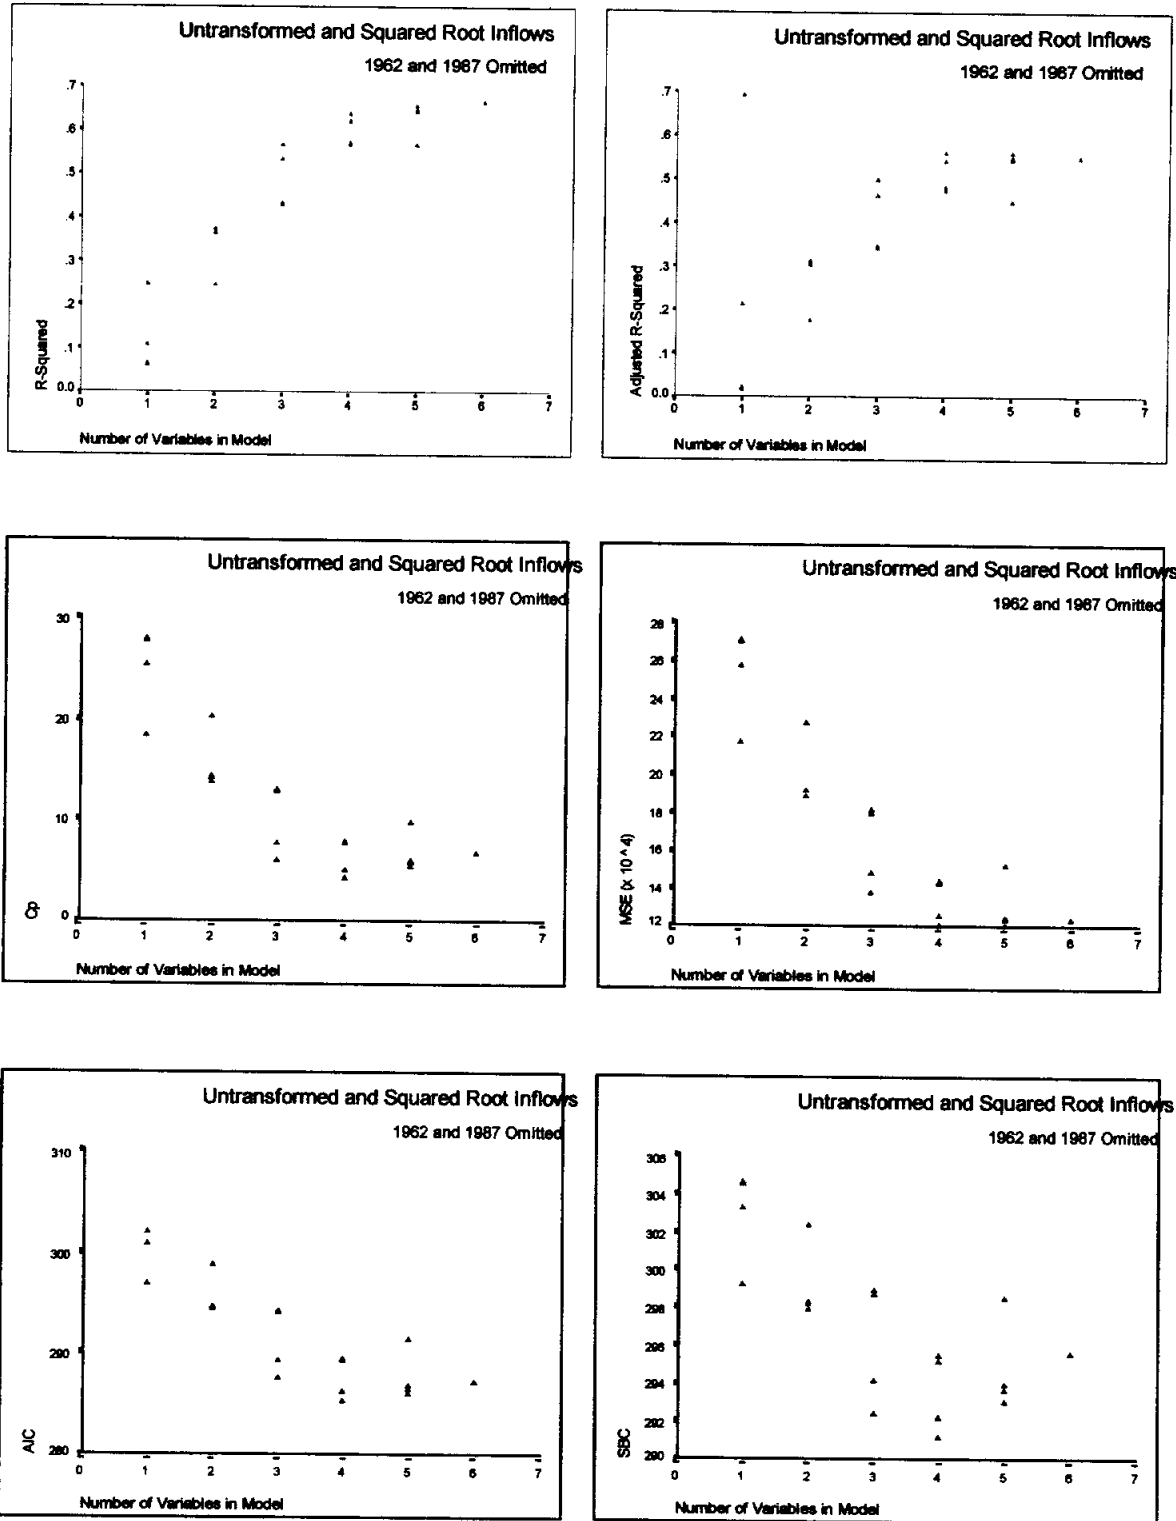 Untransformed and Squared Root Inflows
1962 and 1987 Omitted
.7
.6
.5
.4
.3
.2
.1
0.0
R-Squared
0 1 2 3 4 5 6 7
Number of Variables in Model
Untransformed and Squared Root Inflows
1962 and 1987 Omitted
.7
.6
.5
.4
.3
.2
.1
0.0
Adjusted R-Squared
0 1 2 3 4 5 6 7
Number of Variables in Model
Untransformed and Squared Root Inflows
1962 and 1987 Omitted
30
20
10
0
Cp
0 1 2 3 4 5 6 7
Number of Variables in Model
Untransformed and Squared Root Inflows
1962 and 1987 Omitted
28
26
24
22
20
18
16
14
12
MSE (x 10^4)
0 1 2 3 4 5 6 7
Number of Variables in Model
Untransformed and Squared Root Inflows
1962 and 1987 Omitted
310
300
290
280
AIC
0 1 2 3 4 5 6 7
Number of Variables in Model
Untransformed and Squared Root Inflows
1962 and 1987 Omitted
306
304
302
300
298
296
294
292
290
SBC
0 1 2 3 4 5 6 7
Number of Variables in Model